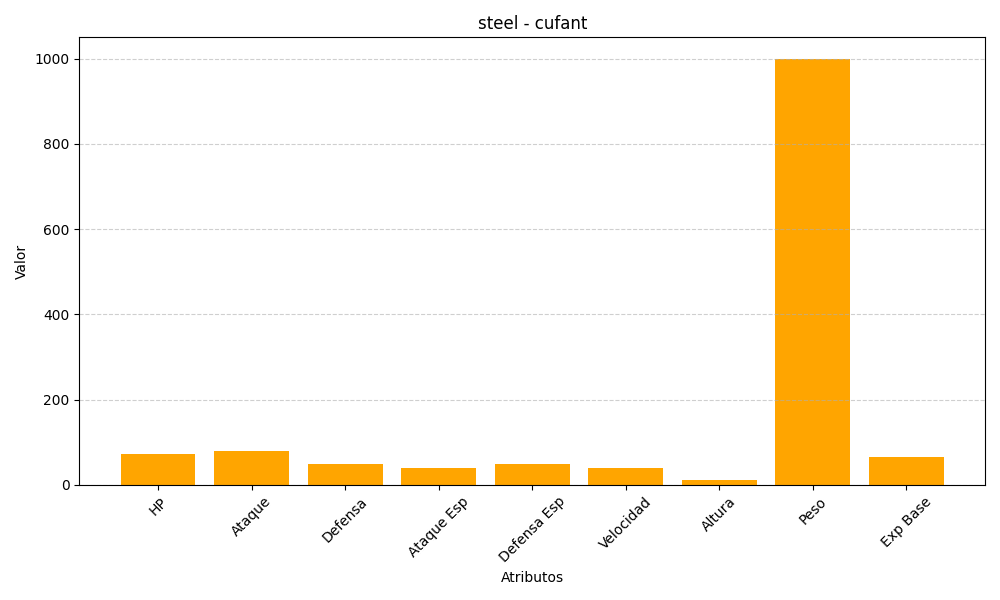 steel - cufant
Valor
1000
800
600
400
200
0
HP
Ataque
Defensa
Ataque Esp
Defensa Esp
Velocidad
Altura
Peso
Exp Base
Atributos